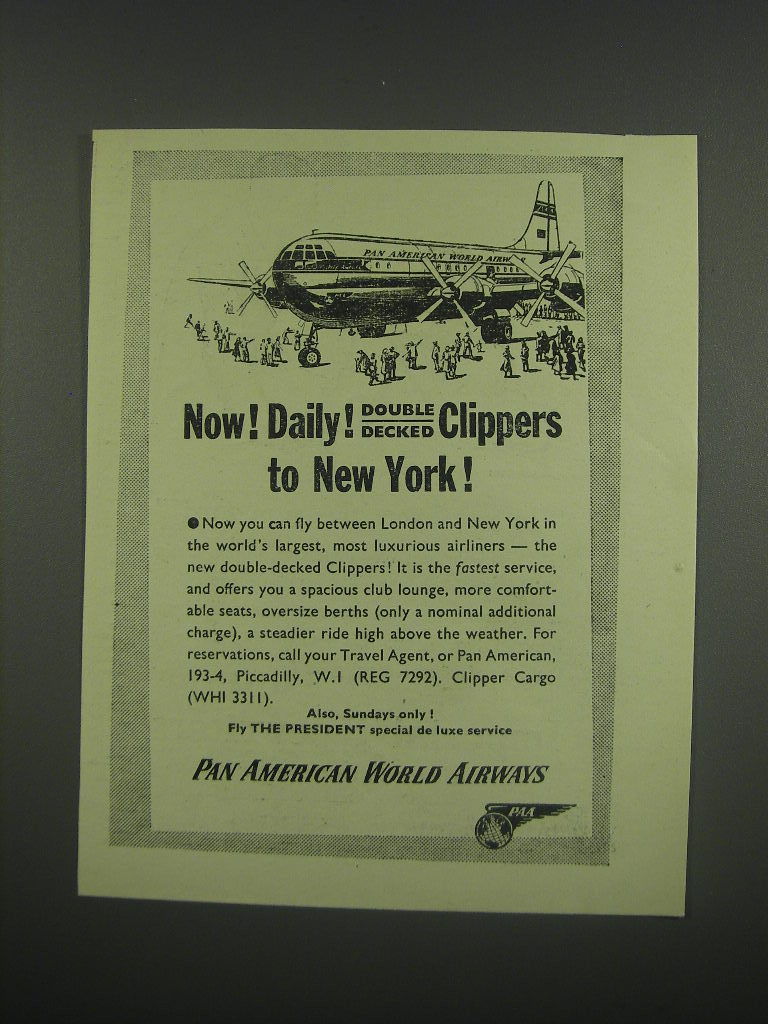 PAA
PAN AMERICAN WORLD AIRW
Now! Daily! DOUBLE DECKED Clippers
to New York!
● Now you can fly between London and New York in
the world's largest, most luxurious airliners — the
new double-decked Clippers! It is the fastest service,
and offers you a spacious club lounge, more comfort-
able seats, oversize berths (only a nominal additional
charge), a steadier ride high above the weather. For
reservations, call your Travel Agent, or Pan American,
193-4, Piccadilly, W.1 (REG 7292). Clipper Cargo
(WHI 3311).
Also, Sundays only!
Fly THE PRESIDENT special de luxe service
PAN AMERICAN WORLD AIRWAYS
PAA